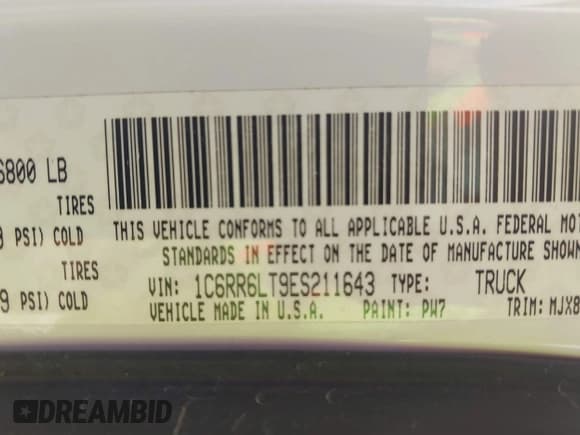 6800 LB
TIRES
PSI) COLD
THIS VEHICLE CONFORMS TO ALL APPLICABLE U.S.A. FEDERAL MOT
STANDARDS IN EFFECT ON THE DATE OF MANUFACTURE SHOWN
TIRES
VIN: 1C6RR6LT9ES211643 TYPE: TRUCK
9 PSI) COLD
VEHICLE MADE IN U.S.A. PAINT: PW7 TRIM: MJX8
DREAMBID